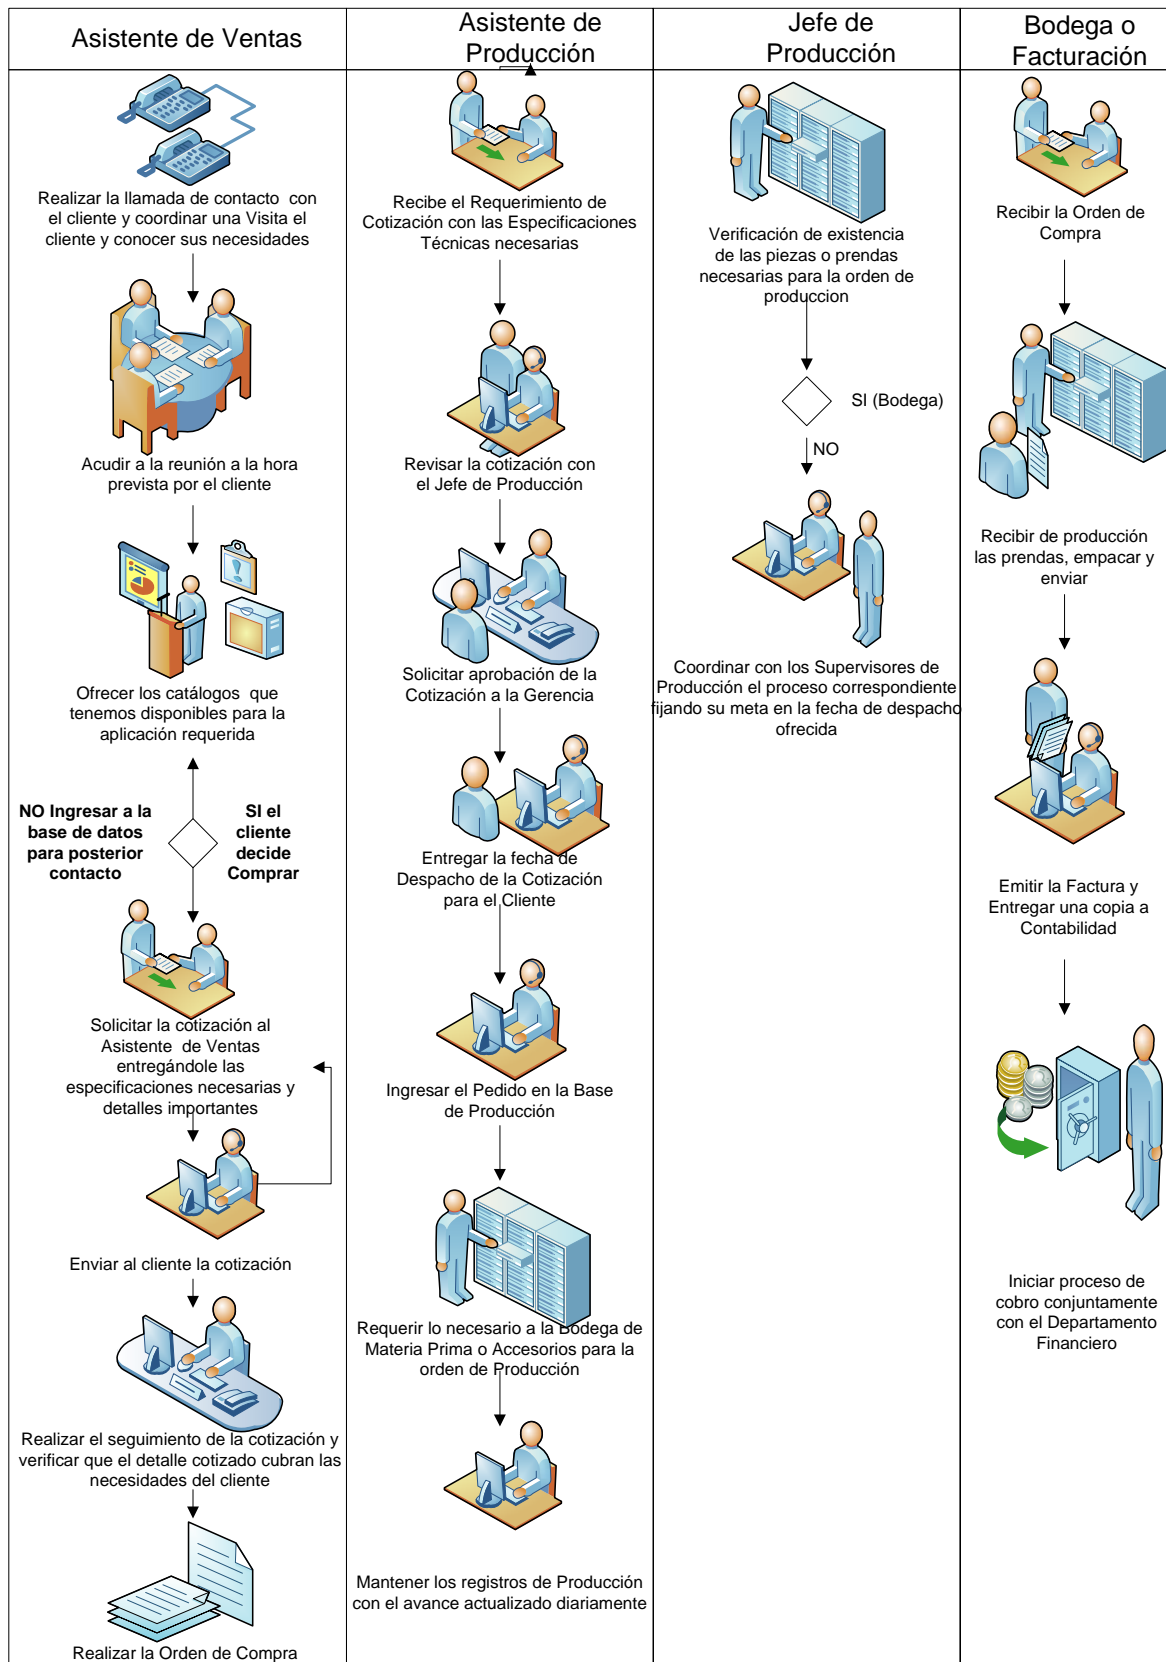 Asistente de Ventas
Realizar la llamada de contacto con
el cliente y coordinar una Visita el
cliente y conocer sus necesidades
Acudir a la reunión a la hora
prevista por el cliente
Ofrecer los catálogos que
tenemos disponibles para la
aplicación requerida
NO Ingresar a la
base de datos
para posterior
contacto
SI el
cliente
decide
Comprar
Solicitar la cotización al
Asistente de Ventas
entregándole las
especificaciones necesarias y
detalles importantes
Enviar al cliente la cotización
Realizar el seguimiento de la cotización y
verificar que el detalle cotizado cubran las
necesidades del cliente
Realizar la Orden de Compra
Asistente de
Producción
Recibe el Requerimiento de
Cotización con las Especificaciones
Técnicas necesarias
Revisar la cotización con
el Jefe de Producción
Solicitar aprobación de la
Cotización a la Gerencia
Entregar la fecha de
Despacho de la Cotización
para el Cliente
Ingresar el Pedido en la Base
de Producción
Requerir lo necesario a la Bodega de
Materia Prima o Accesorios para la
orden de Producción
Mantener los registros de Producción
con el avance actualizado diariamente
Jefe de
Producción
Verificación de existencia
de las piezas o prendas
necesarias para la orden de
produccion
SI (Bodega)
NO
Coordinar con los Supervisores de
Producción el proceso correspondiente
fijando su meta en la fecha de despacho
ofrecida
Bodega o
Facturación
Recibir la Orden de
Compra
Recibir de producción
las prendas, empacar y
enviar
Emitir la Factura y
Entregar una copia a
Contabilidad
Iniciar proceso de
cobro conjuntamente
con el Departamento
Financiero